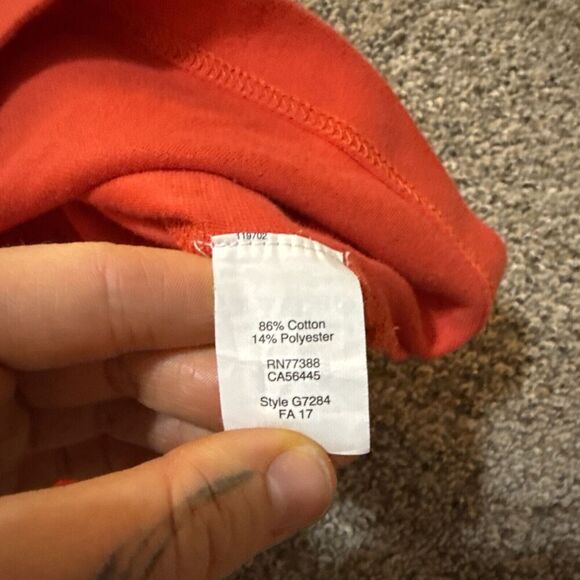 119702
86% Cotton
14% Polyester
RN77388
CA56445
Style G7284
FA 17